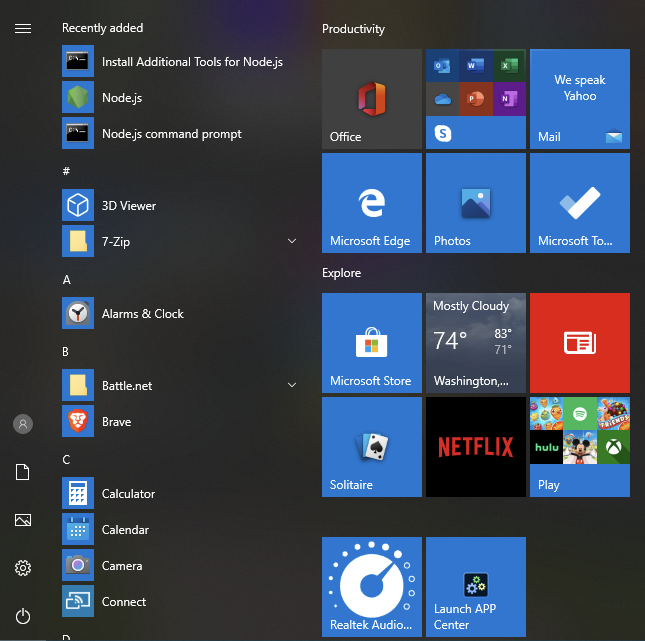 Recently added
Install Additional Tools for Node.js
Node.js
Node.js command prompt
#
3D Viewer
7-Zip
A
Alarms & Clock
B
Battle.net
Brave
C
Calculator
Calendar
Camera
Connect
D
Productivity
Office
We speak
Yahoo
Mail
Microsoft Edge
Photos
Microsoft To...
Explore
Microsoft Store
Mostly Cloudy
74°
83°
71°
Washington,...
Solitaire
NETFLIX
hulu
Play
Realtek Audio...
Launch APP
Center